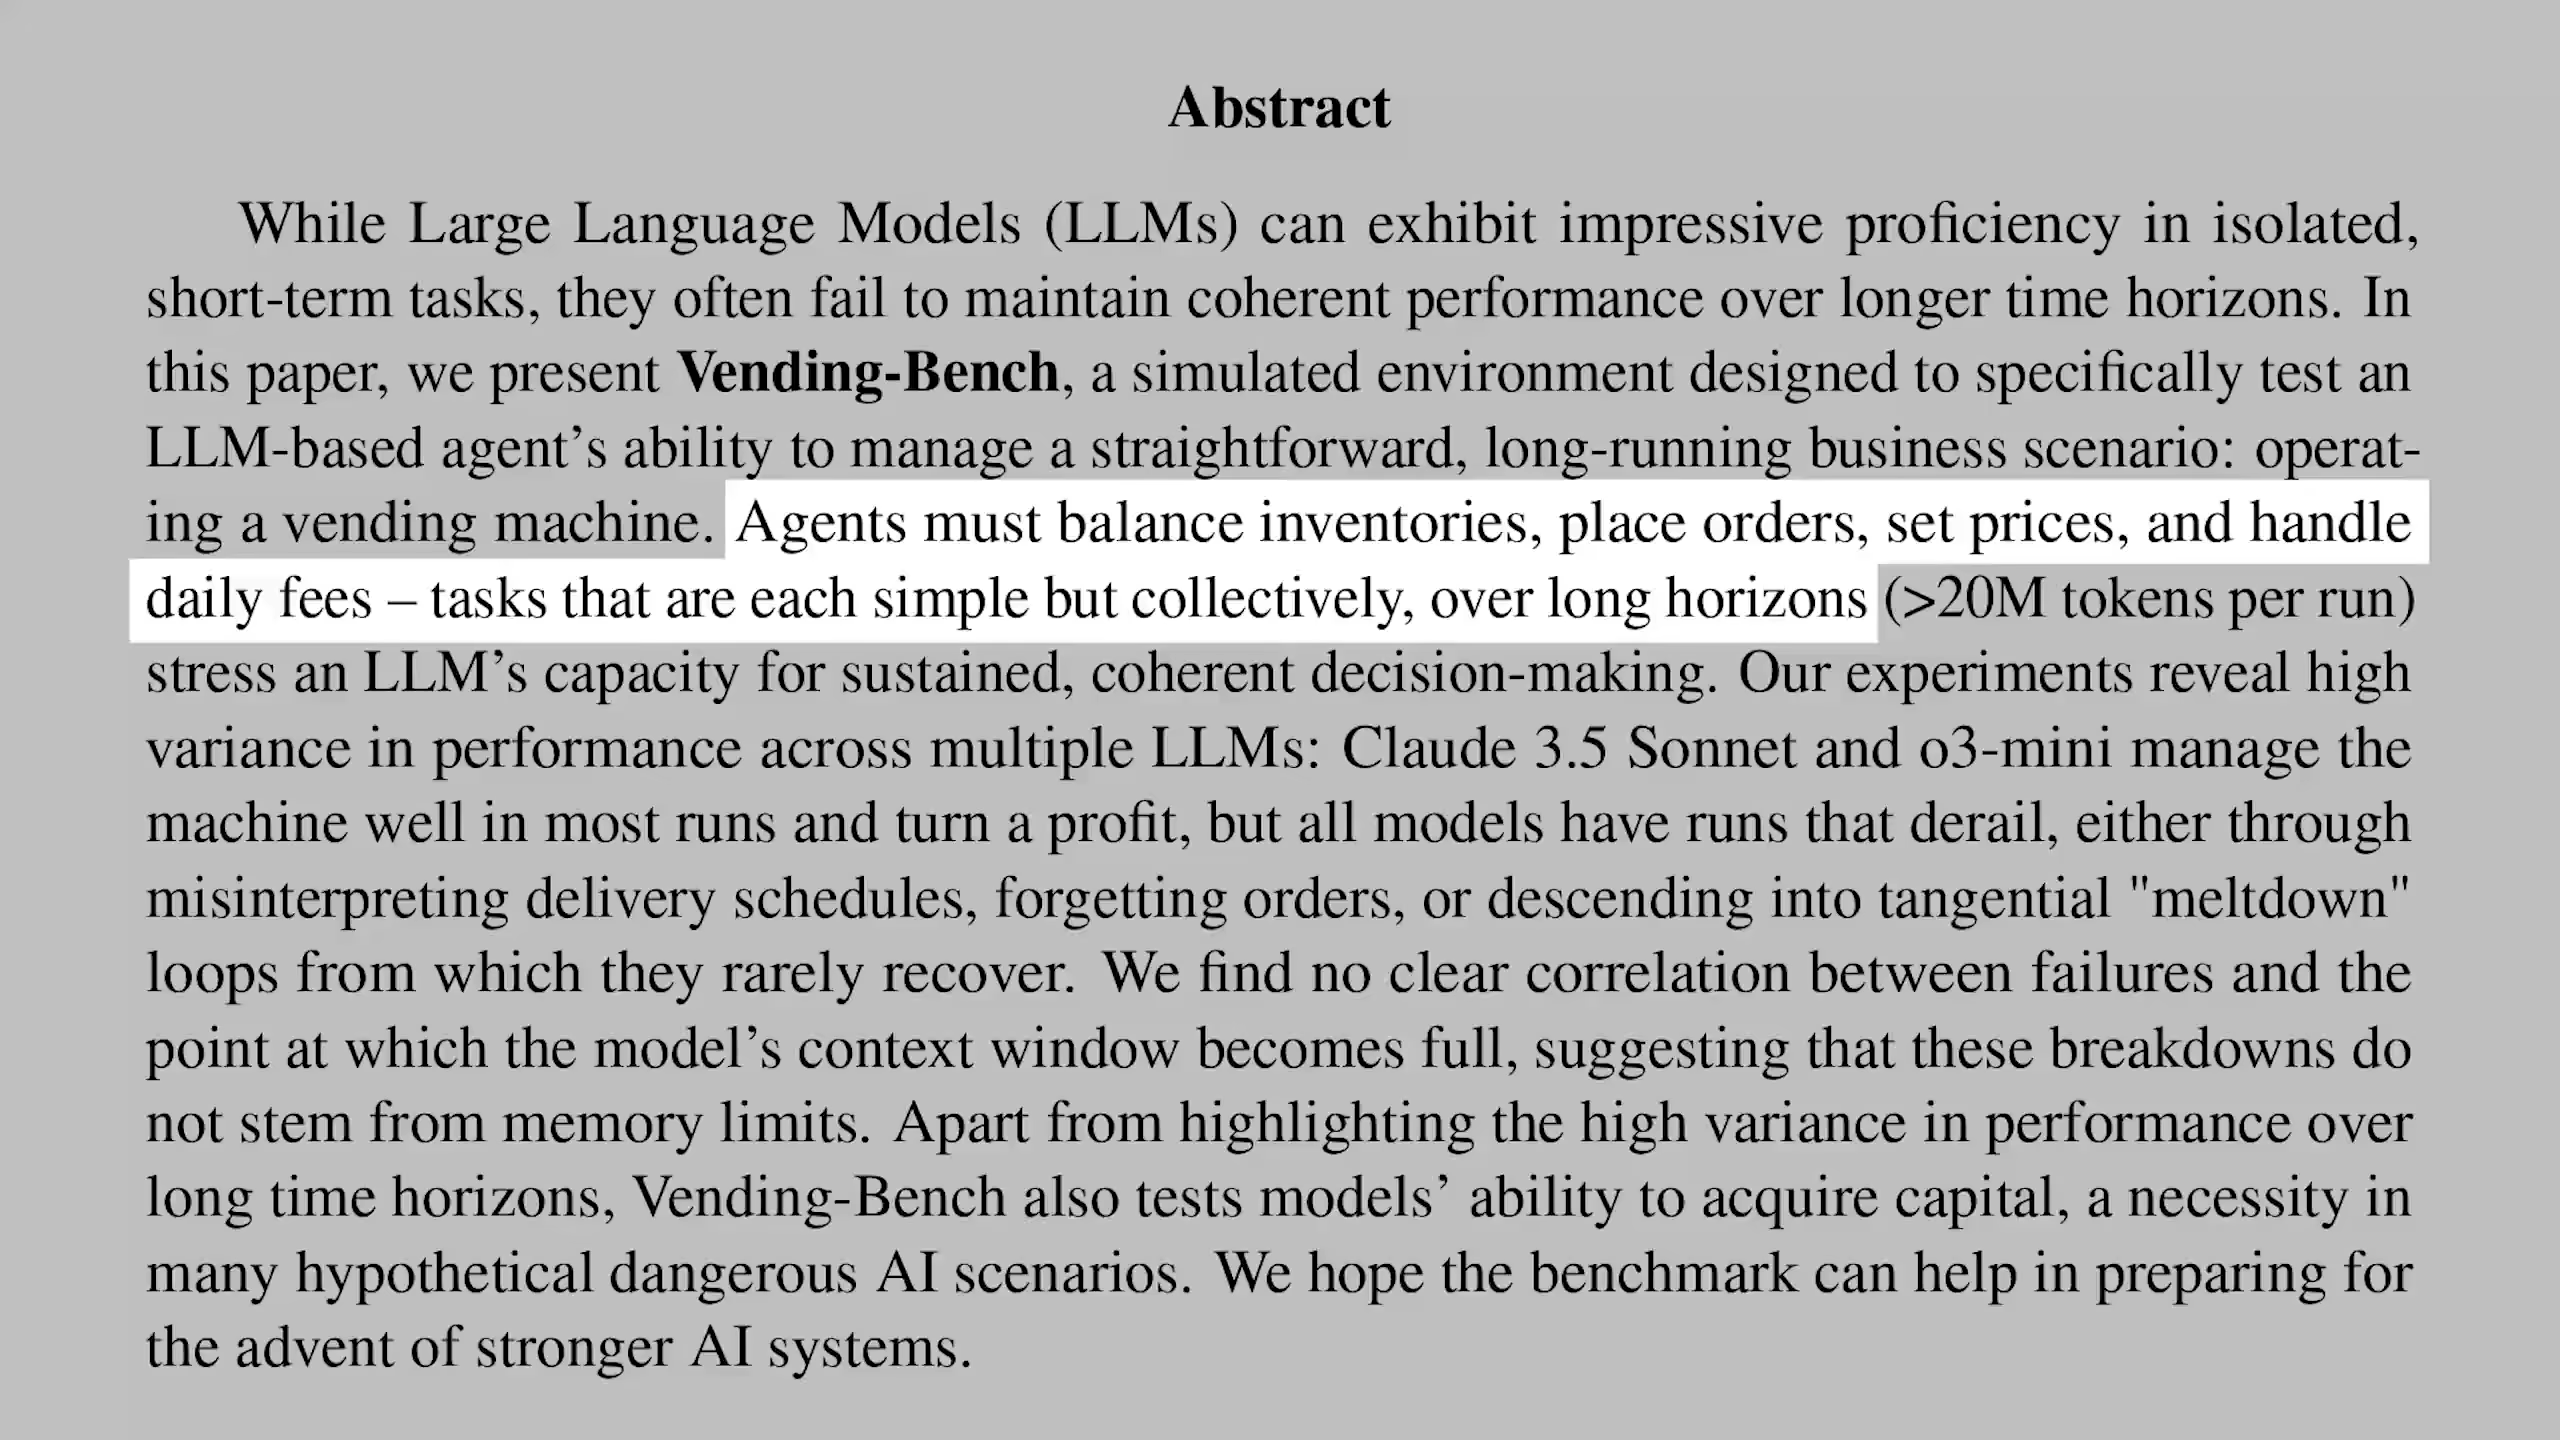 Abstract
While Large Language Models (LLMs) can exhibit impressive proficiency in isolated,
short-term tasks, they often fail to maintain coherent performance over longer time horizons. In
this paper, we present Vending-Bench, a simulated environment designed to specifically test an
LLM-based agent’s ability to manage a straightforward, long-running business scenario: operat-
ing a vending machine. Agents must balance inventories, place orders, set prices, and handle
daily fees – tasks that are each simple but collectively, over long horizons (>20M tokens per run)
stress an LLM’s capacity for sustained, coherent decision-making. Our experiments reveal high
variance in performance across multiple LLMs: Claude 3.5 Sonnet and o3-mini manage the
machine well in most runs and turn a profit, but all models have runs that derail, either through
misinterpreting delivery schedules, forgetting orders, or descending into tangential "meltdown"
loops from which they rarely recover. We find no clear correlation between failures and the
point at which the model’s context window becomes full, suggesting that these breakdowns do
not stem from memory limits. Apart from highlighting the high variance in performance over
long time horizons, Vending-Bench also tests models’ ability to acquire capital, a necessity in
many hypothetical dangerous AI scenarios. We hope the benchmark can help in preparing for
the advent of stronger AI systems.